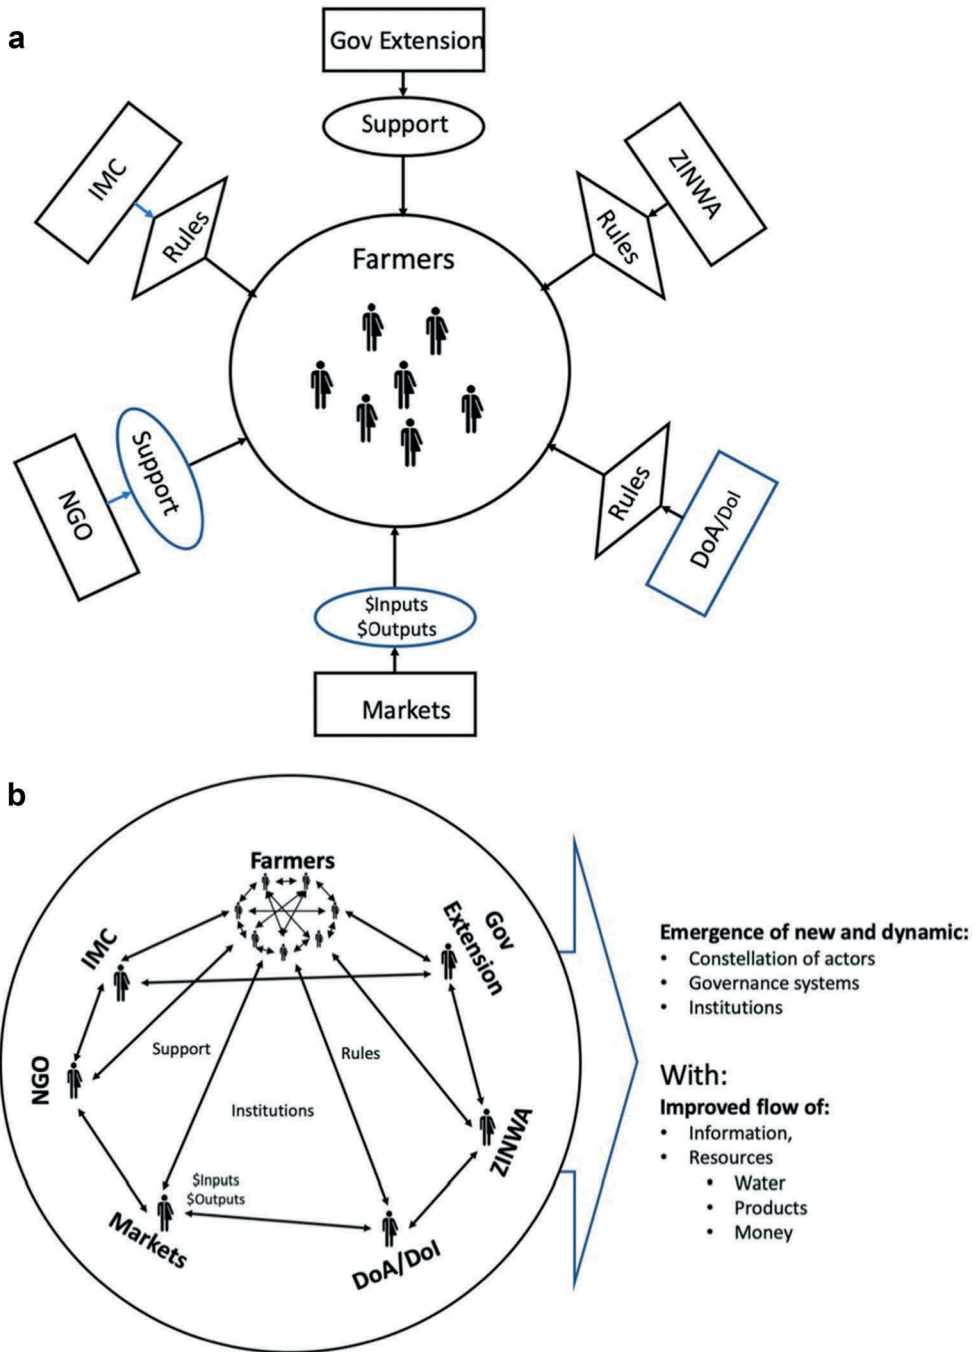 a
Gov Extension
Support
IMC
Rules
ZINWA
Rules
Farmers
NGO
Support
Rules
DoA/DoI
$Inputs
$Outputs
Markets
b
Farmers
IMC
Gov
Extension
Support
Rules
NGO
Institutions
ZINWA
$Inputs
$Outputs
Markets
DoA/DoI
Emergence of new and dynamic:
• Constellation of actors
• Governance systems
• Institutions
With:
Improved flow of:
• Information,
• Resources
• Water
• Products
• Money